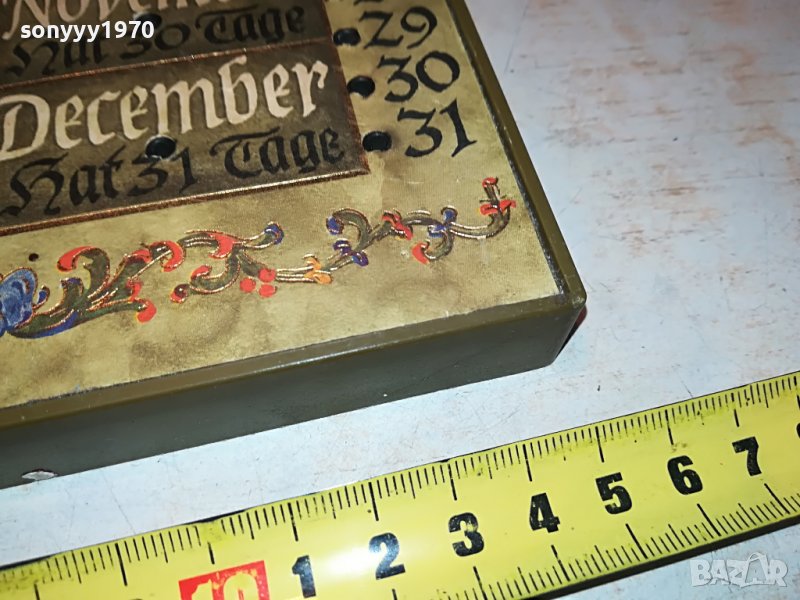 sonyyy1970
Novem
29
Hat 30 Tage
30
December
31
Hat 31 Tage
10 1 2 3 4 5 6 7
BAZAR